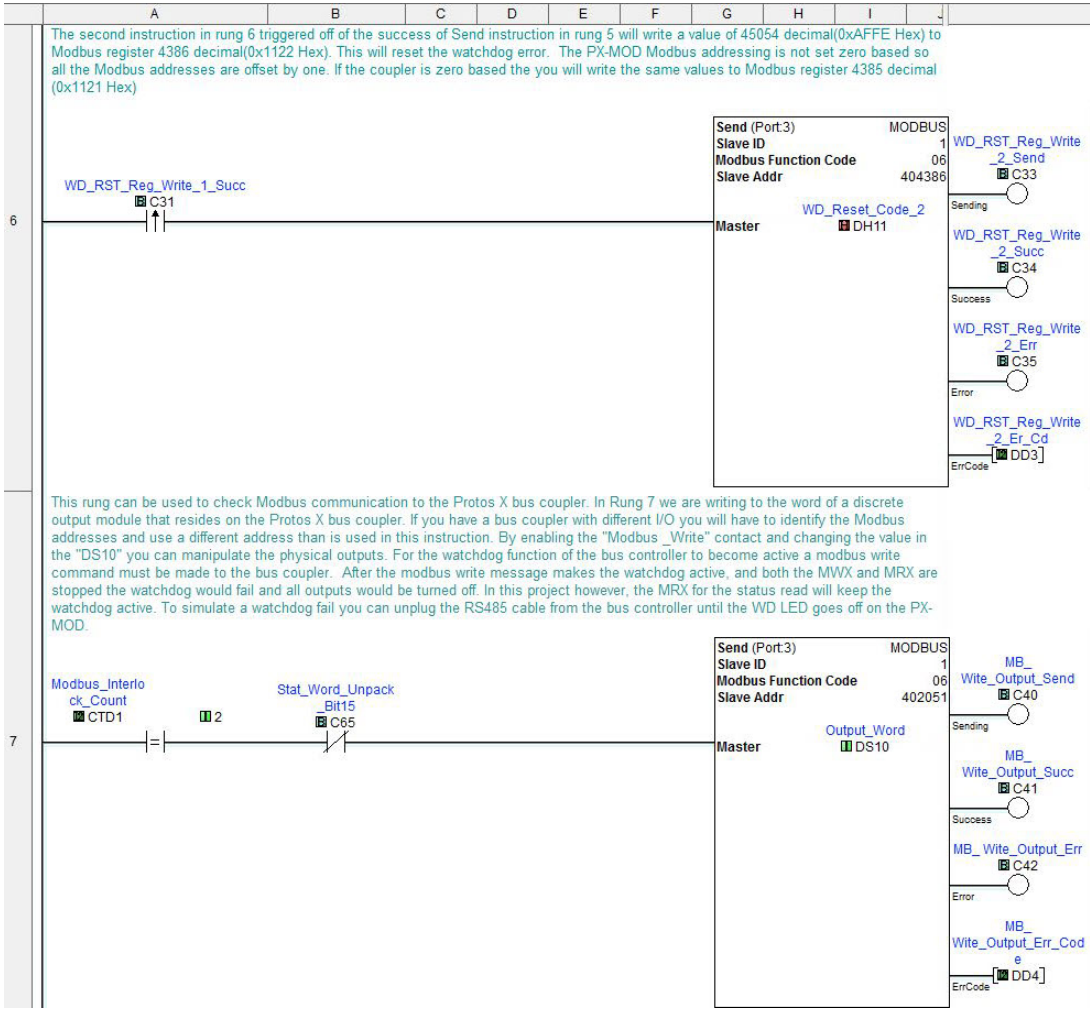 A B C D E F G H I J
The second instruction in rung 6 triggered off of the success of Send instruction in rung 5 will write a value of 45054 decimal(0xAFFE Hex) to
Modbus register 4386 decimal(0x1122 Hex). This will reset the watchdog error.  The PX-MOD Modbus addressing is not set zero based so
all the Modbus addresses are offset by one. If the coupler is zero based the you will write the same values to Modbus register 4385 decimal
(0x1121 Hex)
6
WD_RST_Reg_Write_1_Succ
C31
Send (Port:3) MODBUS
Slave ID 1
Modbus Function Code 06
Slave Addr 404386
WD_Reset_Code_2
Master DH11
WD_RST_Reg_Write
_2_Send
C33
Sending
WD_RST_Reg_Write
_2_Succ
C34
Success
WD_RST_Reg_Write
_2_Err
C35
Error
WD_RST_Reg_Write
_2_Er_Cd
DD3
ErrCode
This rung can be used to check Modbus communication to the Protos X bus coupler. In Rung 7 we are writing to the word of a discrete
output module that resides on the Protos X bus coupler. If you have a bus coupler with different I/O you will have to identify the Modbus
addresses and use a different address than is used in this instruction. By enabling the "Modbus _Write" contact and changing the value in
the "DS10" you can manipulate the physical outputs. For the watchdog function of the bus controller to become active a modbus write
command must be made to the bus coupler.  After the modbus write message makes the watchdog active, and both the MWX and MRX are
stopped the watchdog would fail and all outputs would be turned off. In this project however, the MRX for the status read will keep the
watchdog active. To simulate a watchdog fail you can unplug the RS485 cable from the bus controller until the WD LED goes off on the PX-
MOD.
7
Modbus_Interlo
ck_Count
CTD1 2
=
Stat_Word_Unpack
_Bit15
C65
Send (Port:3) MODBUS
Slave ID 1
Modbus Function Code 06
Slave Addr 402051
Output_Word
Master DS10
MB_
Wite_Output_Send
C40
Sending
MB_
Wite_Output_Succ
C41
Success
MB_ Wite_Output_Err
C42
Error
MB_
Wite_Output_Err_Cod
e
DD4
ErrCode